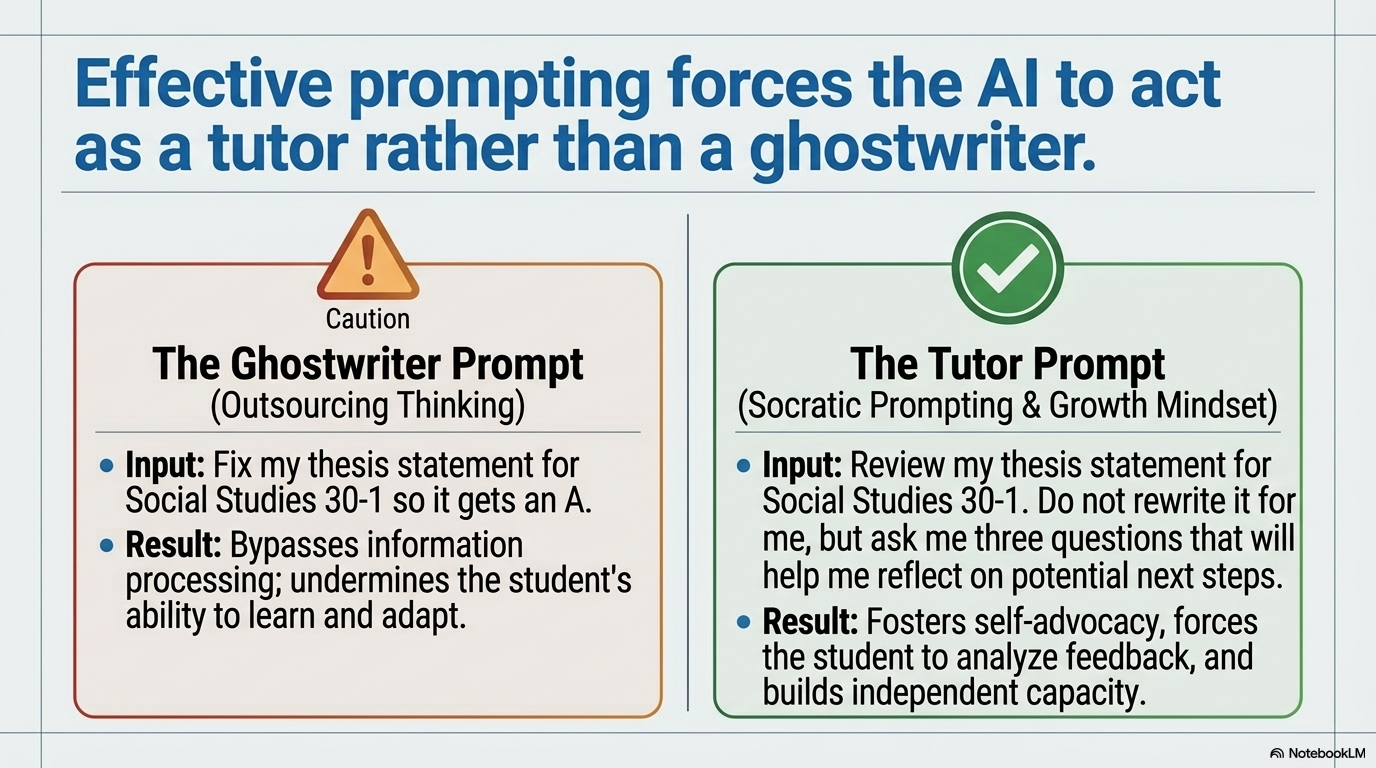 Effective prompting forces the AI to act
as a tutor rather than a ghostwriter.
Caution
The Ghostwriter Prompt
(Outsourcing Thinking)
• Input: Fix my thesis statement for
Social Studies 30-1 so it gets an A.
• Result: Bypasses information
processing; undermines the student's
ability to learn and adapt.
The Tutor Prompt
(Socratic Prompting & Growth Mindset)
• Input: Review my thesis statement for
Social Studies 30-1. Do not rewrite it for
me, but ask me three questions that will
help me reflect on potential next steps.
• Result: Fosters self-advocacy, forces
the student to analyze feedback, and
builds independent capacity.
NotebookLM